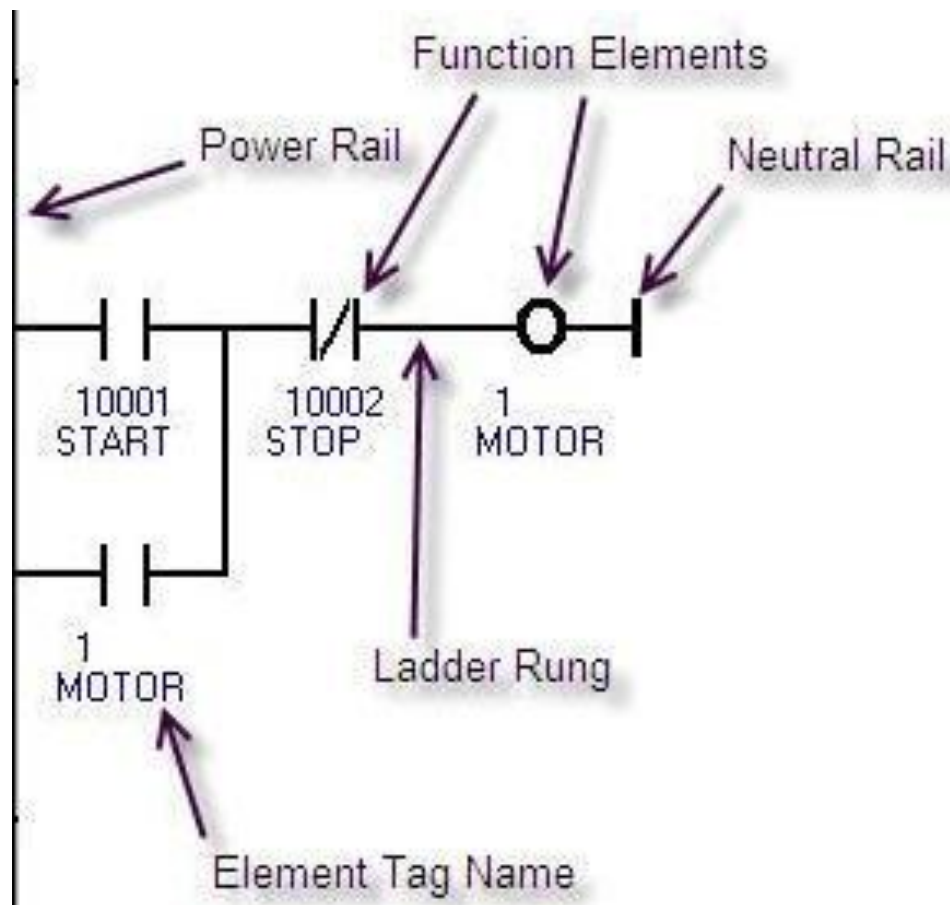 Function Elements
Power Rail
Neutral Rail
10001
START
10002
STOP
1
MOTOR
1
MOTOR
Ladder Rung
Element Tag Name